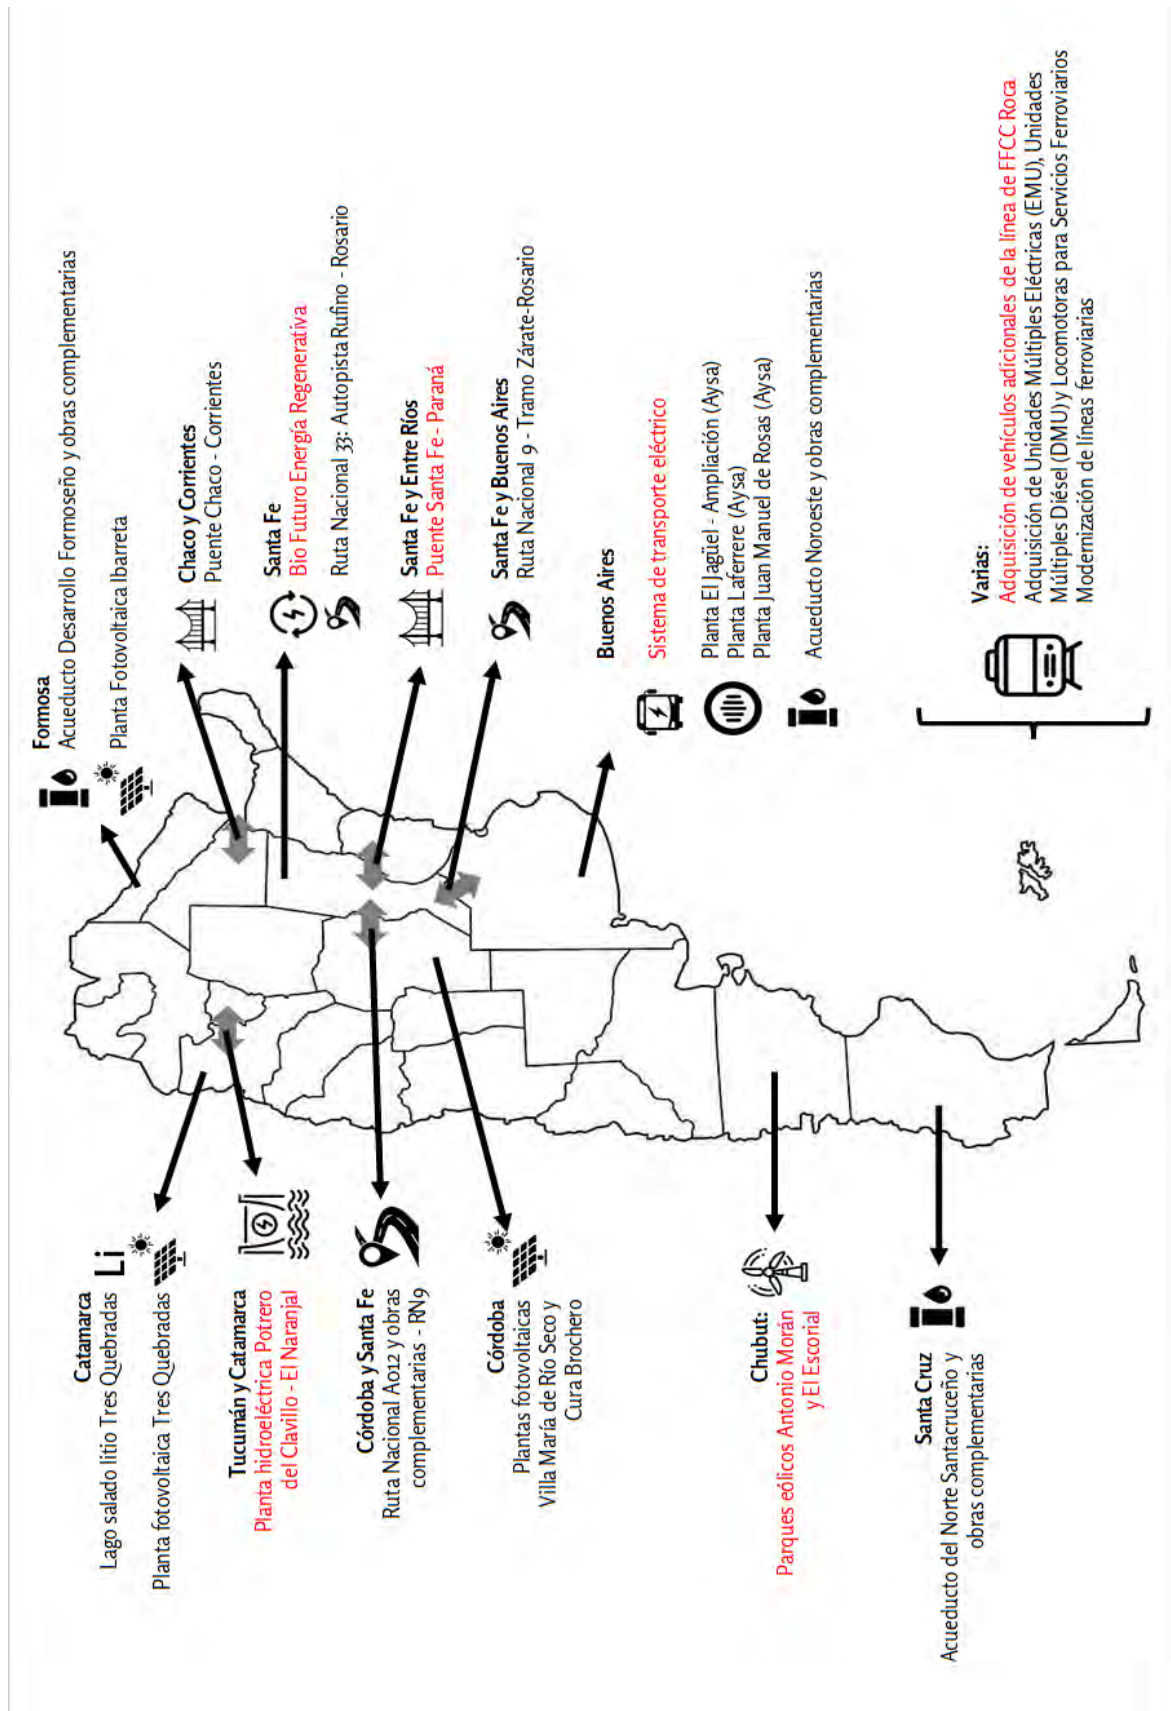 Catamarca
Lago salado litio Tres Quebradas
Li
Planta fotovoltaica Tres Quebradas
Tucumán y Catamarca
Planta hidroeléctrica Potrero
del Clavillo - El Naranjal
Córdoba y Santa Fe
Ruta Nacional A012 y obras
complementarias - RN9
Córdoba
Plantas fotovoltaicas
Villa María de Río Seco y
Cura Brochero
Chubut:
Parques eólicos Antonio Morán
y El Escorial
Santa Cruz
Acueducto del Norte Santacruceño y
obras complementarias
Formosa
Acueducto Desarrollo Formoseño y obras complementarias
Planta Fotovoltaica Ibarreta
Chaco y Corrientes
Puente Chaco - Corrientes
Santa Fe
Bio Futuro Energía Regenerativa
Ruta Nacional 33: Autopista Rufino - Rosario
Santa Fe y Entre Ríos
Puente Santa Fe - Paraná
Santa Fe y Buenos Aires
Ruta Nacional 9 - Tramo Zárate-Rosario
Buenos Aires
Sistema de transporte eléctrico
Planta El Jagüel - Ampliación (Aysa)
Planta Laferrere (Aysa)
Planta Juan Manuel de Rosas (Aysa)
Acueducto Noroeste y obras complementarias
Varias:
Adquisición de vehículos adicionales de la línea de FFCC Roca
Adquisición de Unidades Múltiples Eléctricas (EMU), Unidades
Múltiples Diésel (DMU) y Locomotoras para Servicios Ferroviarios
Modernización de líneas ferroviarias